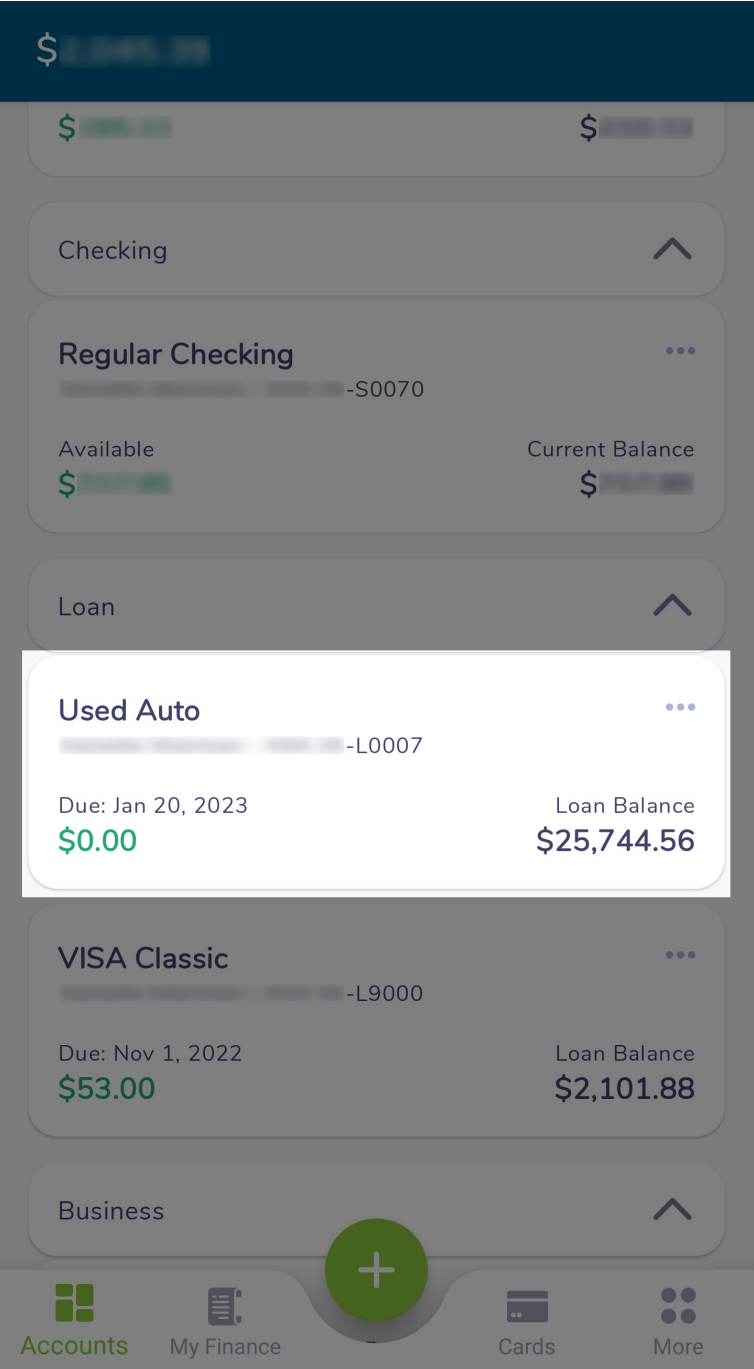 $
$ $
Checking
Regular Checking
-S0070
Available Current Balance
$ $
Loan
Used Auto
-L0007
Due: Jan 20, 2023 Loan Balance
$0.00 $25,744.56
VISA Classic
-L9000
Due: Nov 1, 2022 Loan Balance
$53.00 $2,101.88
Business
Accounts My Finance Cards More